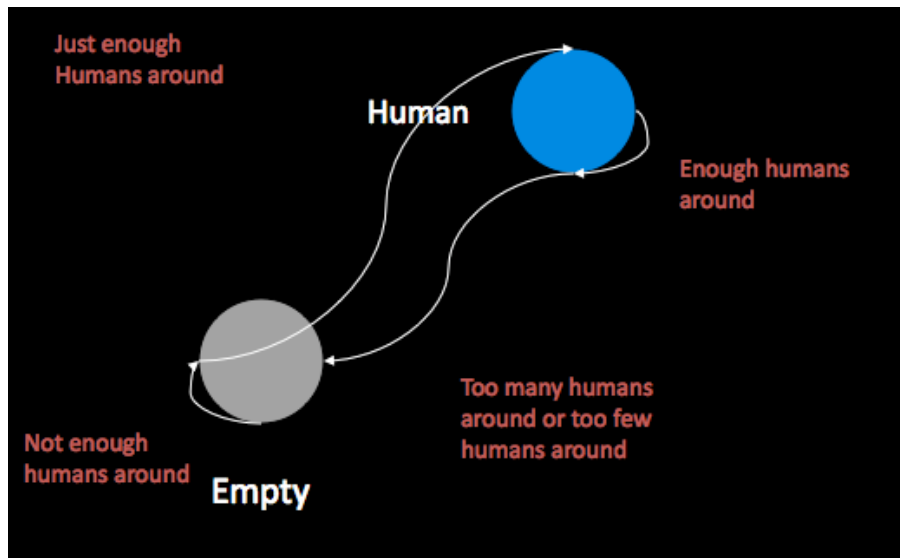 Just enough
Humans around
Human
Enough humans
around
Too many humans
around or too few
humans around
Not enough
humans around
Empty